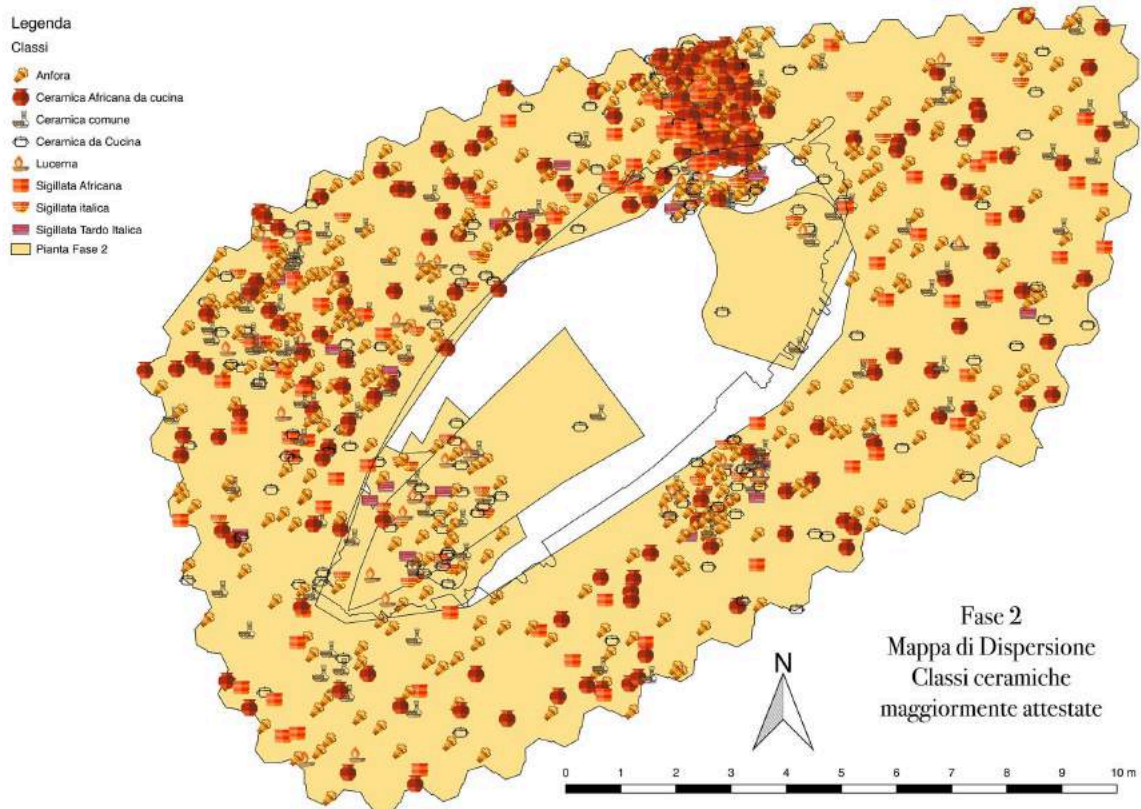 Legenda
Classi
Anfora
Ceramica Africana da cucina
Ceramica comune
Ceramica da Cucina
Lucerna
Sigillata Africana
Sigillata italica
Sigillata Tardo Italica
Pianta Fase 2
N
Fase 2
Mappa di Dispersione
Classi ceramiche
maggiormente attestate
0 1 2 3 4 5 6 7 8 9 10 m